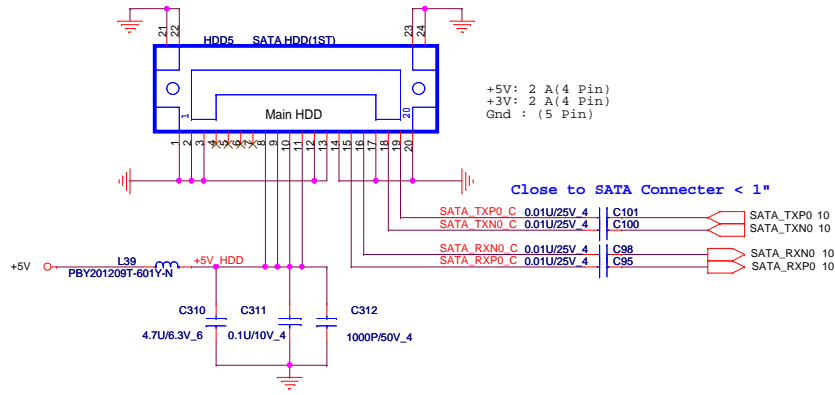 21
22
23
24
HDD5 SATA HDD(1ST)
+5V: 2 A(4 Pin)
+3V: 2 A(4 Pin)
Gnd : (5 Pin)
1
20
Main HDD
1
2
3
4
5
6
7
8
9
10
11
12
13
14
15
16
17
18
19
20
Close to SATA Connecter < 1"
SATA_TXP0_C 0.01U/25V_4 C101 SATA_TXP0 10
SATA_TXN0_C 0.01U/25V_4 C100 SATA_TXN0 10
SATA_RXN0_C 0.01U/25V_4 C98 SATA_RXN0 10
SATA_RXP0_C 0.01U/25V_4 C95 SATA_RXP0 10
+5V L39 +5V_HDD
PBY201209T-601Y-N
C310 C311 C312
4.7U/6.3V_6 0.1U/10V_4 1000P/50V_4